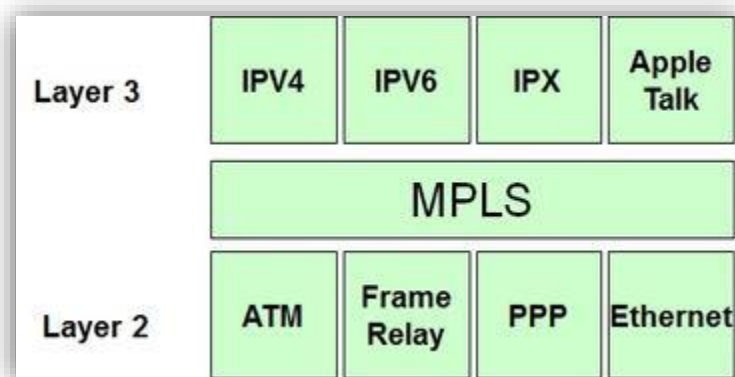 Layer 3
IPV4
IPV6
IPX
Apple
Talk
MPLS
Layer 2
ATM
Frame
Relay
PPP
Ethernet